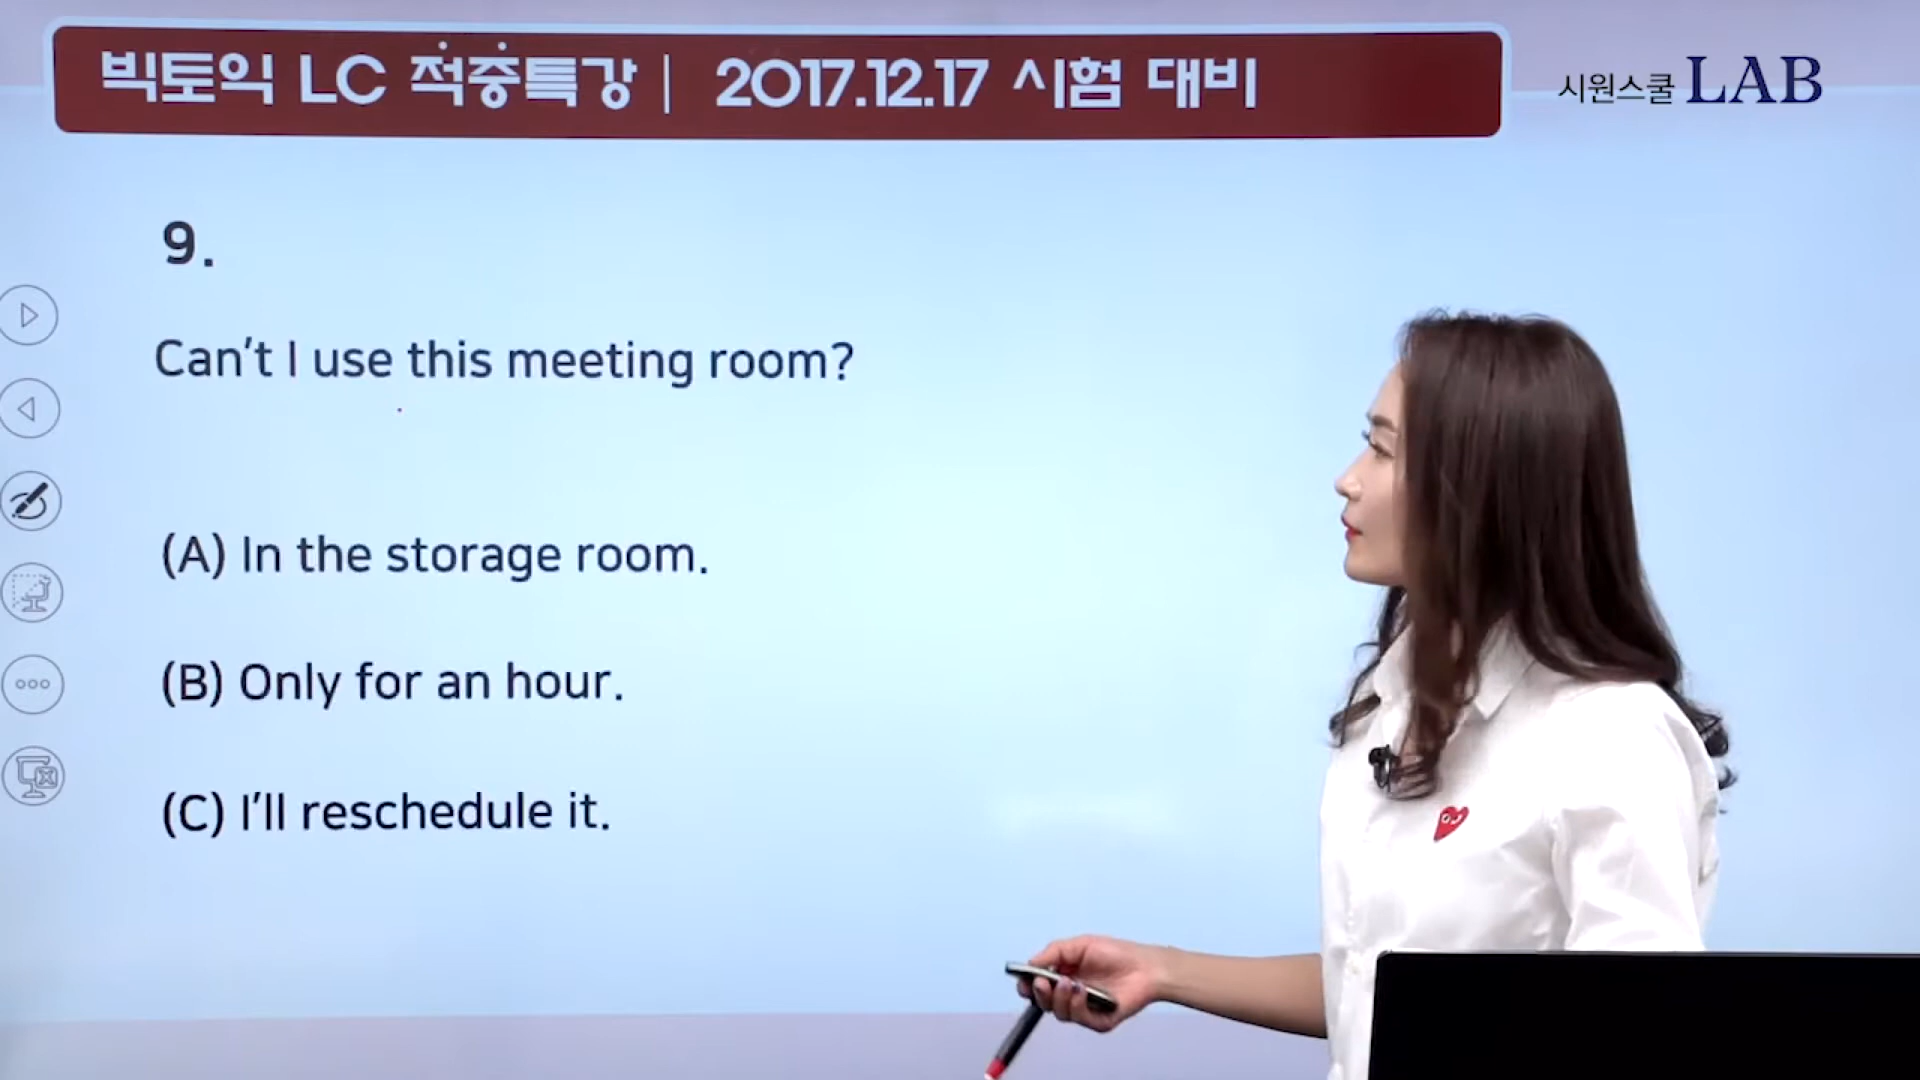 빅토익 LC 적중특강 | 2017.12.17 시험 대비
시원스쿨 LAB
9.
Can't I use this meeting room?
(A) In the storage room.
(B) Only for an hour.
(C) I'll reschedule it.